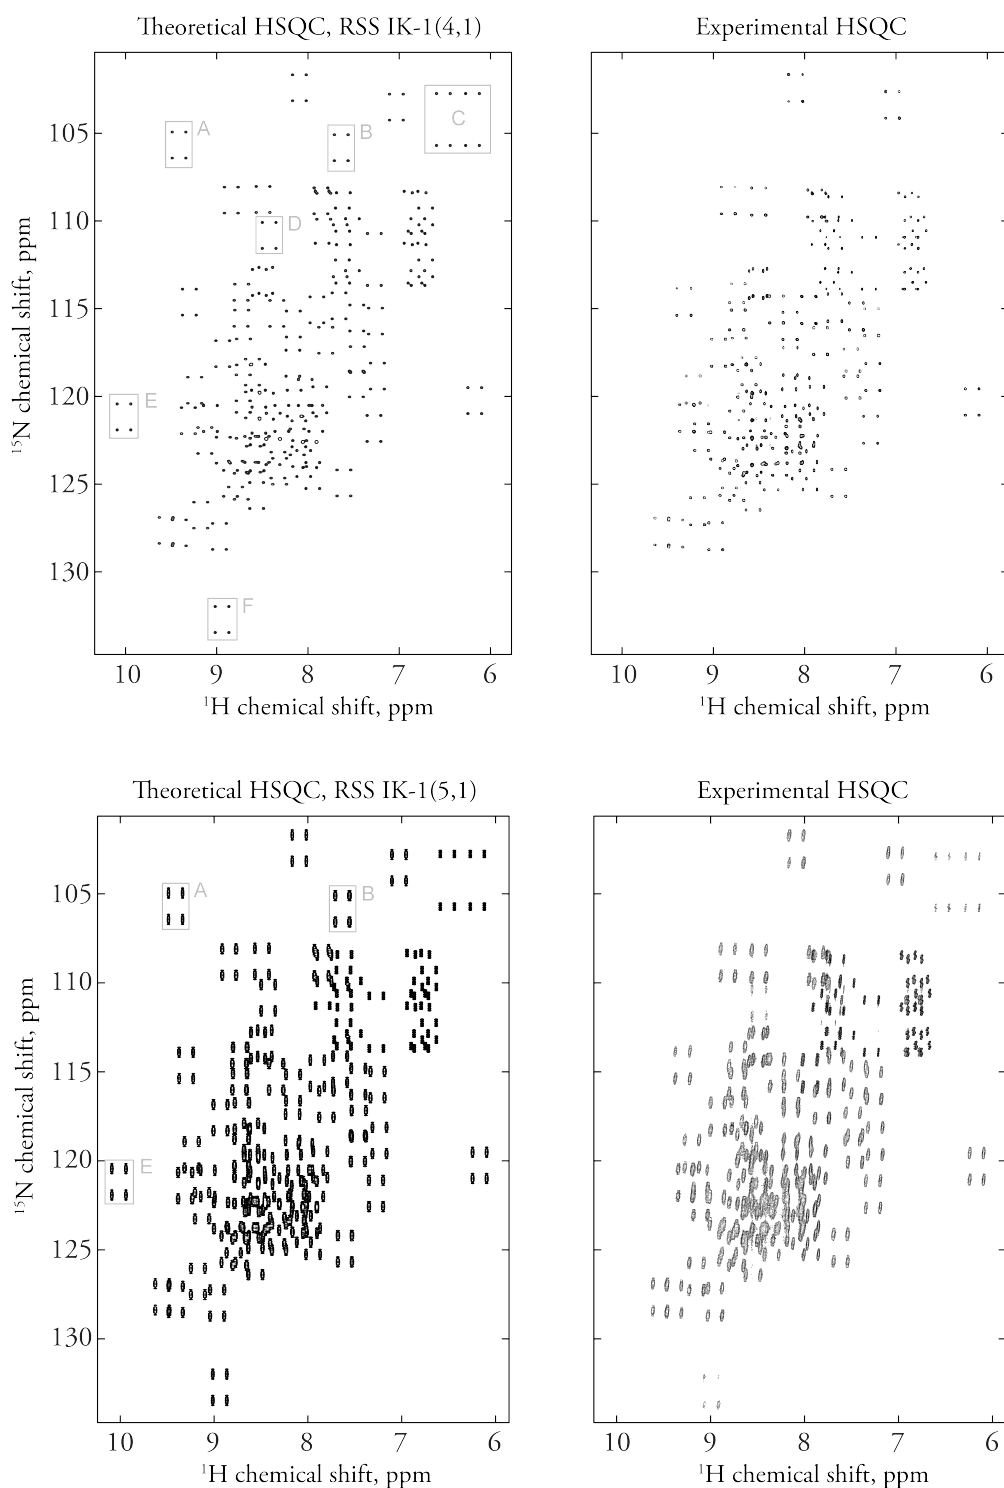 Theoretical HSQC, RSS IK-1(4,1)
Experimental HSQC
A
B
C
D
E
F
105
110
115
120
125
130
¹⁵N chemical shift, ppm
10 9 8 7 6
¹H chemical shift, ppm
10 9 8 7 6
¹H chemical shift, ppm
Theoretical HSQC, RSS IK-1(5,1)
Experimental HSQC
A
B
E
105
110
115
120
125
130
¹⁵N chemical shift, ppm
10 9 8 7 6
¹H chemical shift, ppm
10 9 8 7 6
¹H chemical shift, ppm